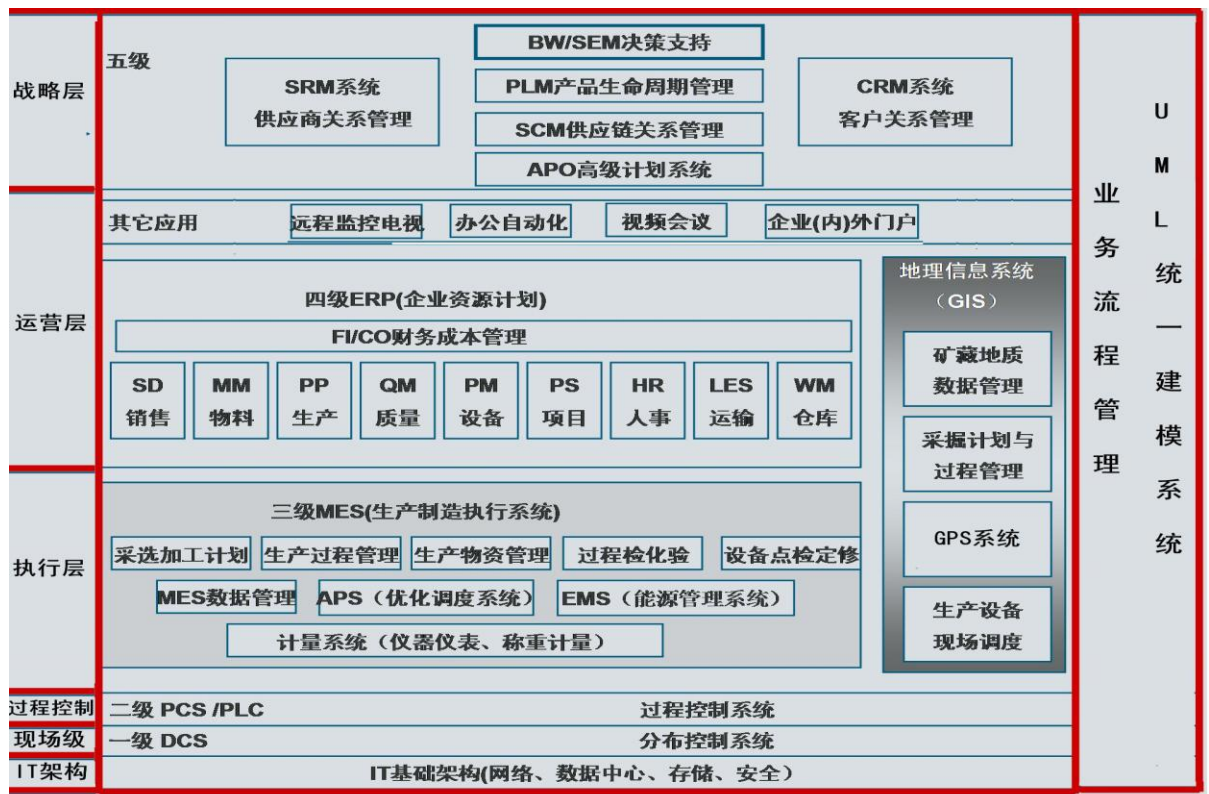 战略层
五级
BW/SEM决策支持
SRM系统
供应商关系管理
PLM产品生命周期管理
SCM供应链关系管理
APO高级计划系统
CRM系统
客户关系管理
运营层
其它应用
远程监控电视
办公自动化
视频会议
企业(内)外门户
四级ERP(企业资源计划)
FI/CO财务成本管理
SD
销售
MM
物料
PP
生产
QM
质量
PM
设备
PS
项目
HR
人事
LES
运输
WM
仓库
地理信息系统
（GIS）
矿藏地质
数据管理
采掘计划与
过程管理
GPS系统
生产设备
现场调度
执行层
三级MES(生产制造执行系统)
采选加工计划
生产过程管理
生产物资管理
过程检化验
设备点检定修
MES数据管理
APS（优化调度系统）
EMS（能源管理系统）
计量系统（仪器仪表、称重计量）
过程控制
二级 PCS /PLC
过程控制系统
现场级
一级 DCS
分布控制系统
IT架构
IT基础架构(网络、数据中心、存储、安全）
业务流程管理
UML统一建模系统